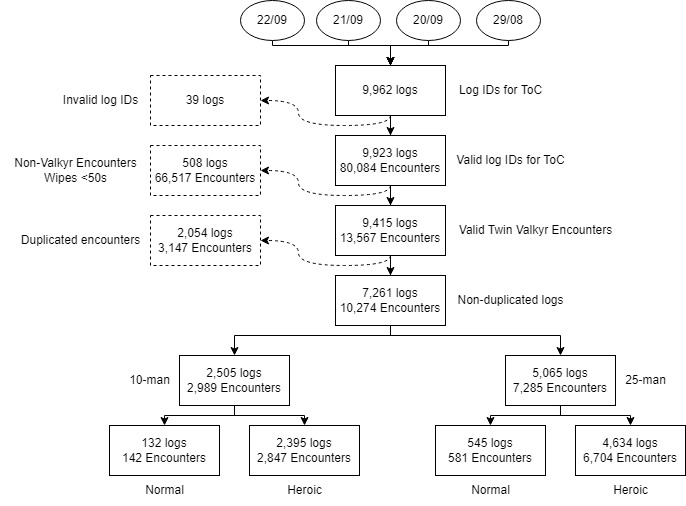 22/09
21/09
20/09
29/08
9,962 logs
Log IDs for ToC
Invalid log IDs
39 logs
9,923 logs
80,084 Encounters
Valid log IDs for ToC
Non-Valkyr Encounters
Wipes <50s
508 logs
66,517 Encounters
9,415 logs
13,567 Encounters
Valid Twin Valkyr Encounters
Duplicated encounters
2,054 logs
3,147 Encounters
7,261 logs
10,274 Encounters
Non-duplicated logs
10-man
2,505 logs
2,989 Encounters
5,065 logs
7,285 Encounters
25-man
132 logs
142 Encounters
2,395 logs
2,847 Encounters
545 logs
581 Encounters
4,634 logs
6,704 Encounters
Normal
Heroic
Normal
Heroic